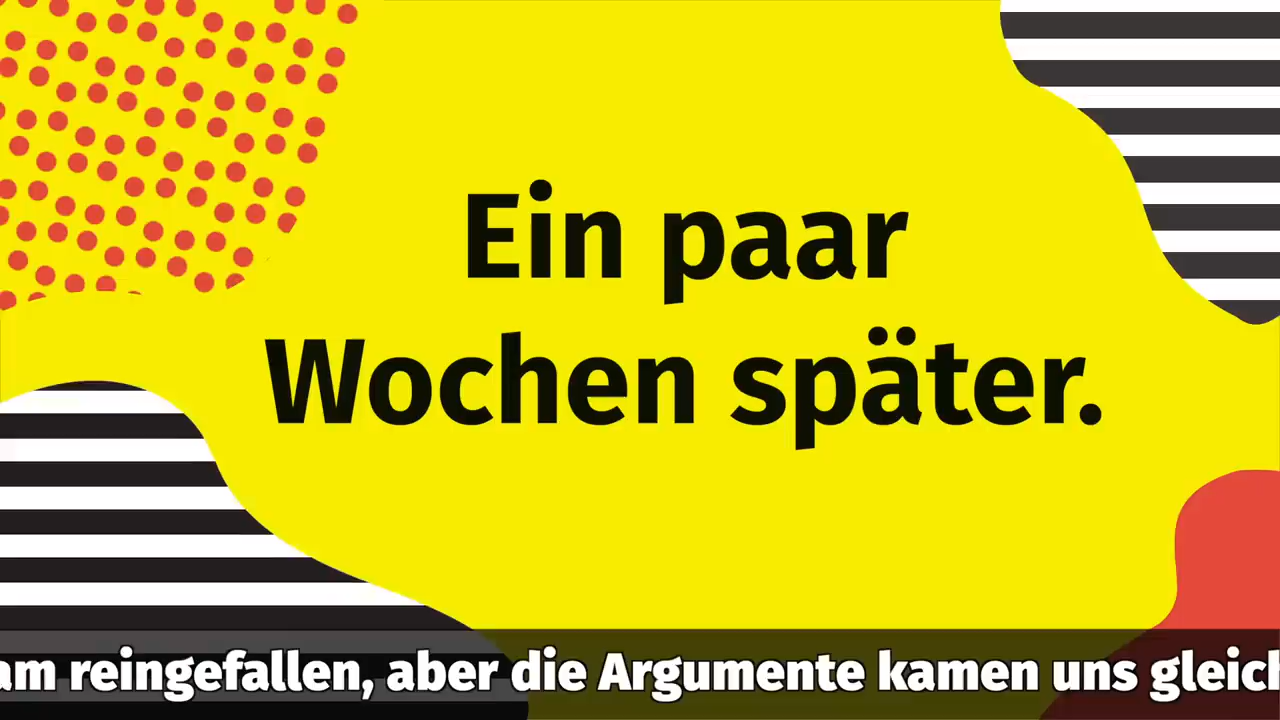 Ein paar
Wochen später.
reingefallen, aber die Argumente kamen uns